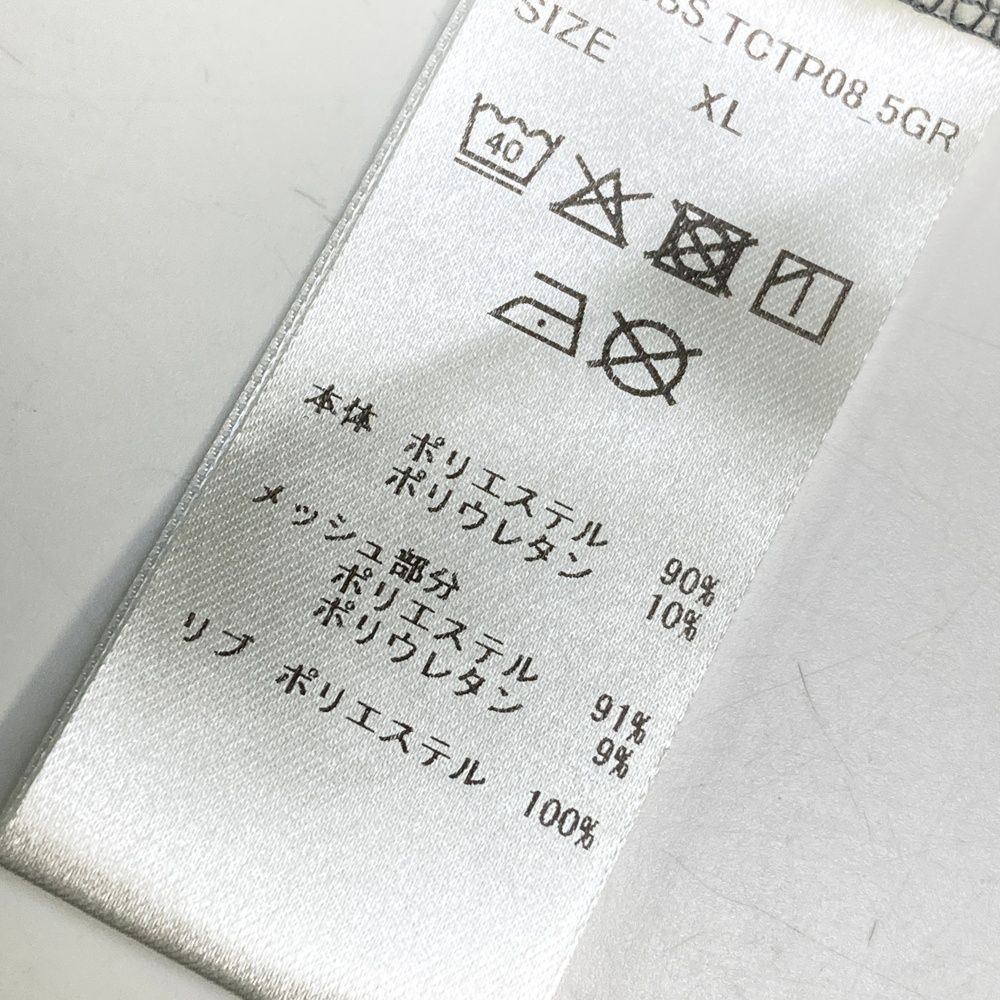 SS_TCTP08_5GR
SIZE
XL
40
本体 ポリエステル 90%
ポリウレタン 10%
メッシュ部分
ポリエステル 91%
ポリウレタン 9%
リブ ポリエステル 100%